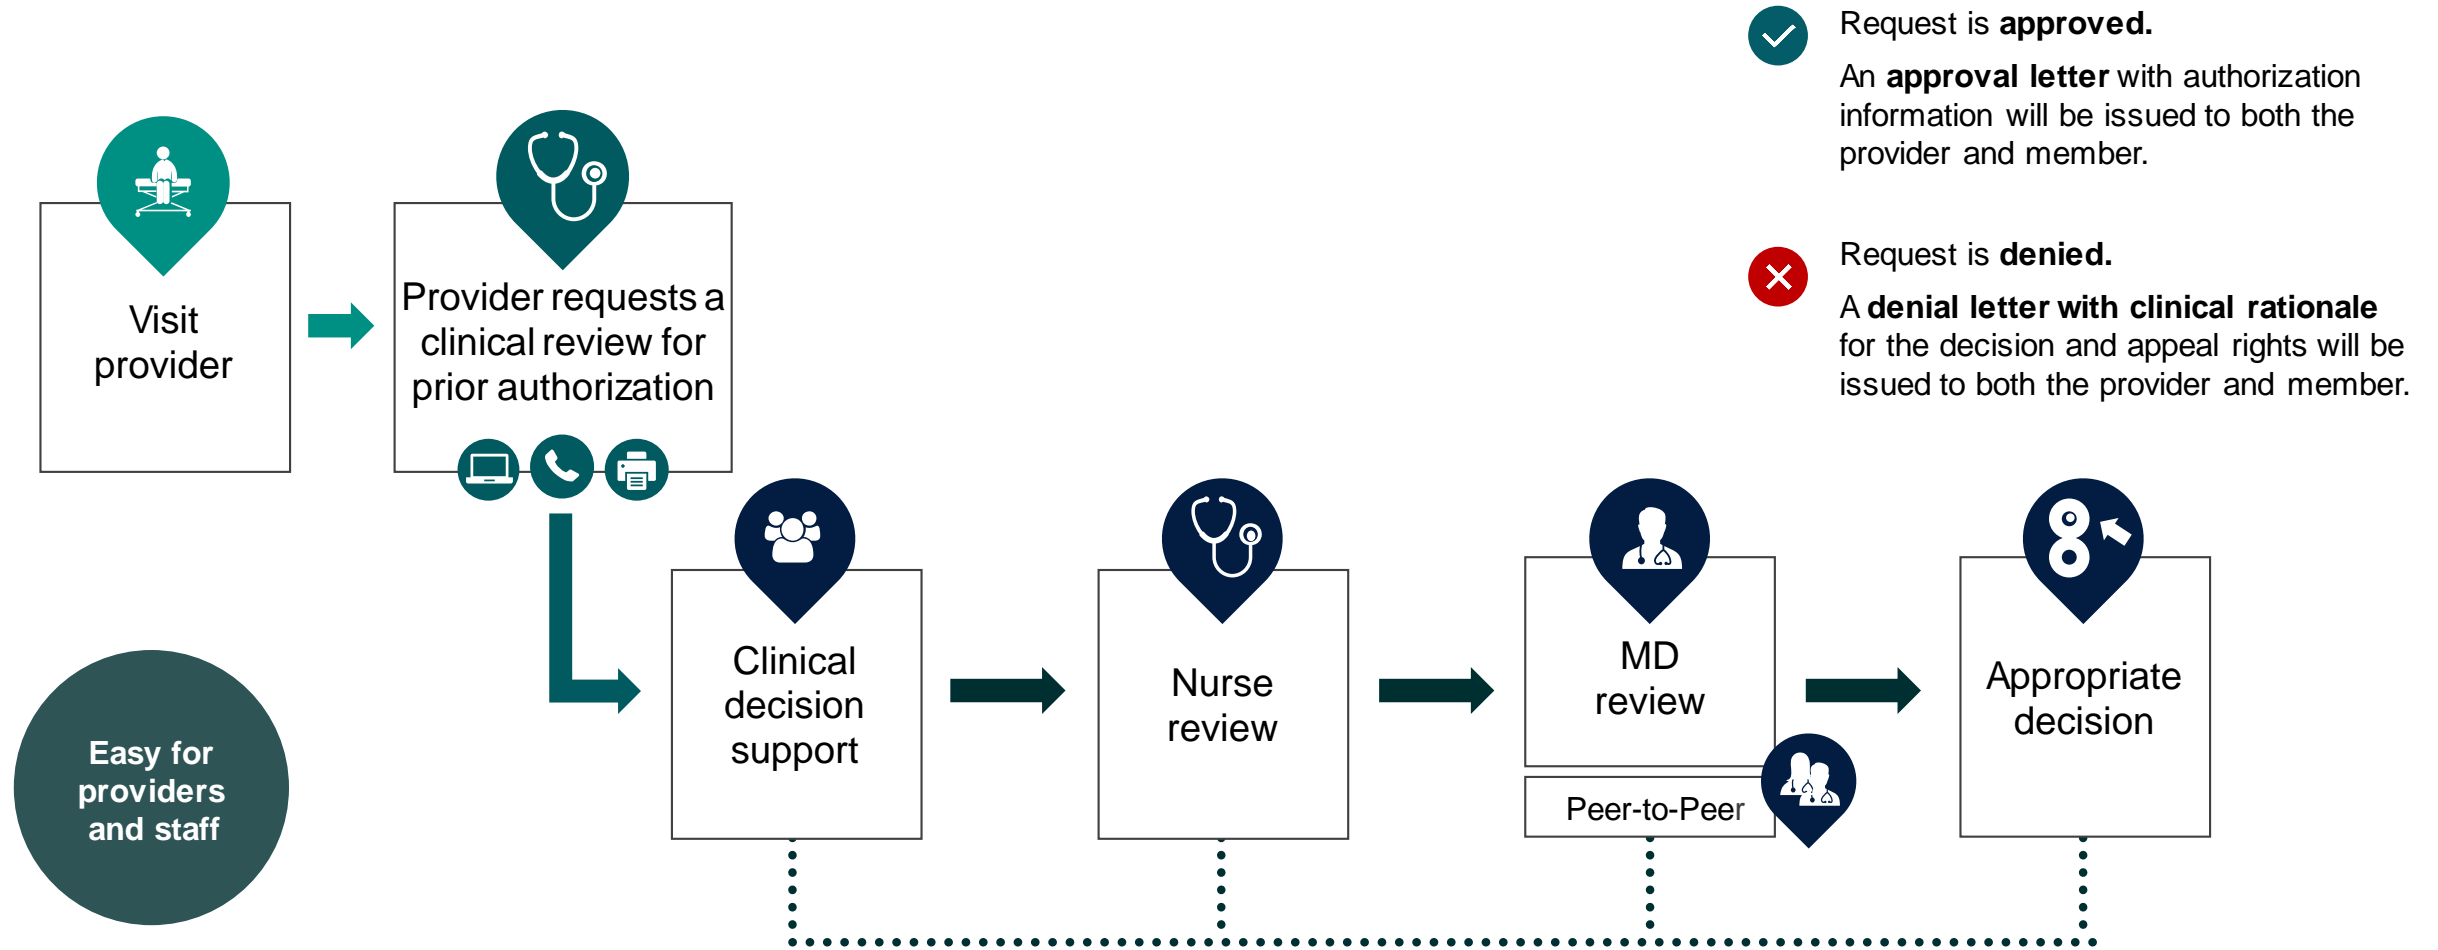 Request is approved.
An approval letter with authorization
information will be issued to both the
provider and member.
Request is denied.
A denial letter with clinical rationale
for the decision and appeal rights will be
issued to both the provider and member.
Visit
provider
Provider requests a
clinical review for
prior authorization
Clinical
decision
support
Nurse
review
MD
review
Peer-to-Peer
Appropriate
decision
Easy for
providers
and staff